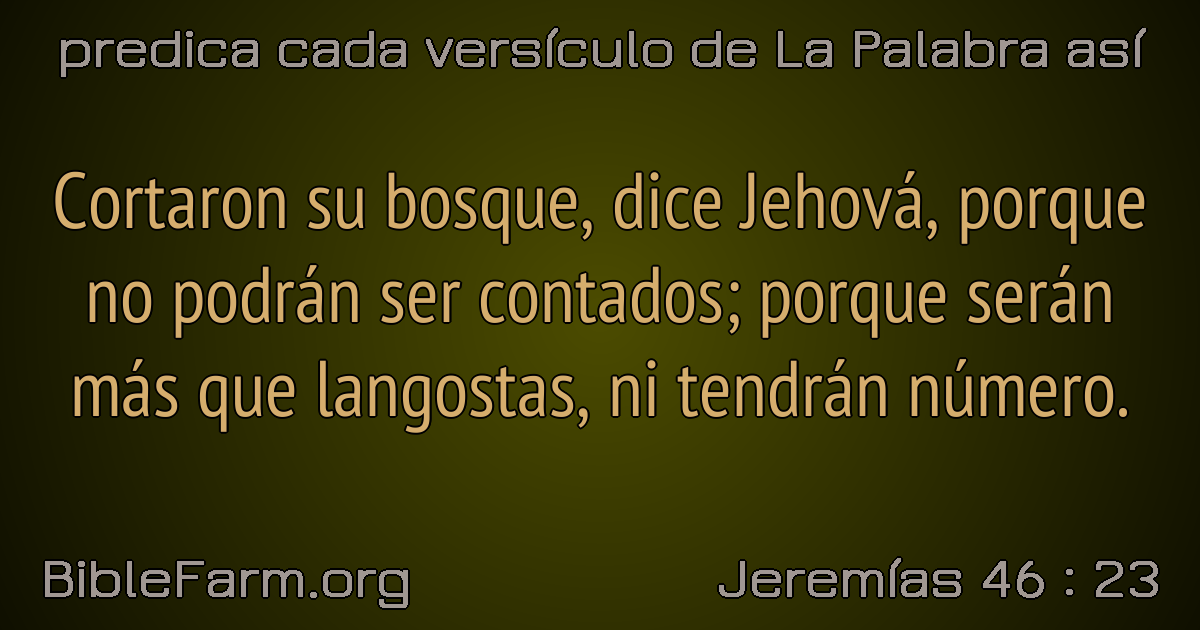 predica cada versículo de La Palabra así
Cortaron su bosque, dice Jehová, porque
no podrán ser contados; porque serán
más que langostas, ni tendrán número.
BibleFarm.org
Jeremías 46 : 23